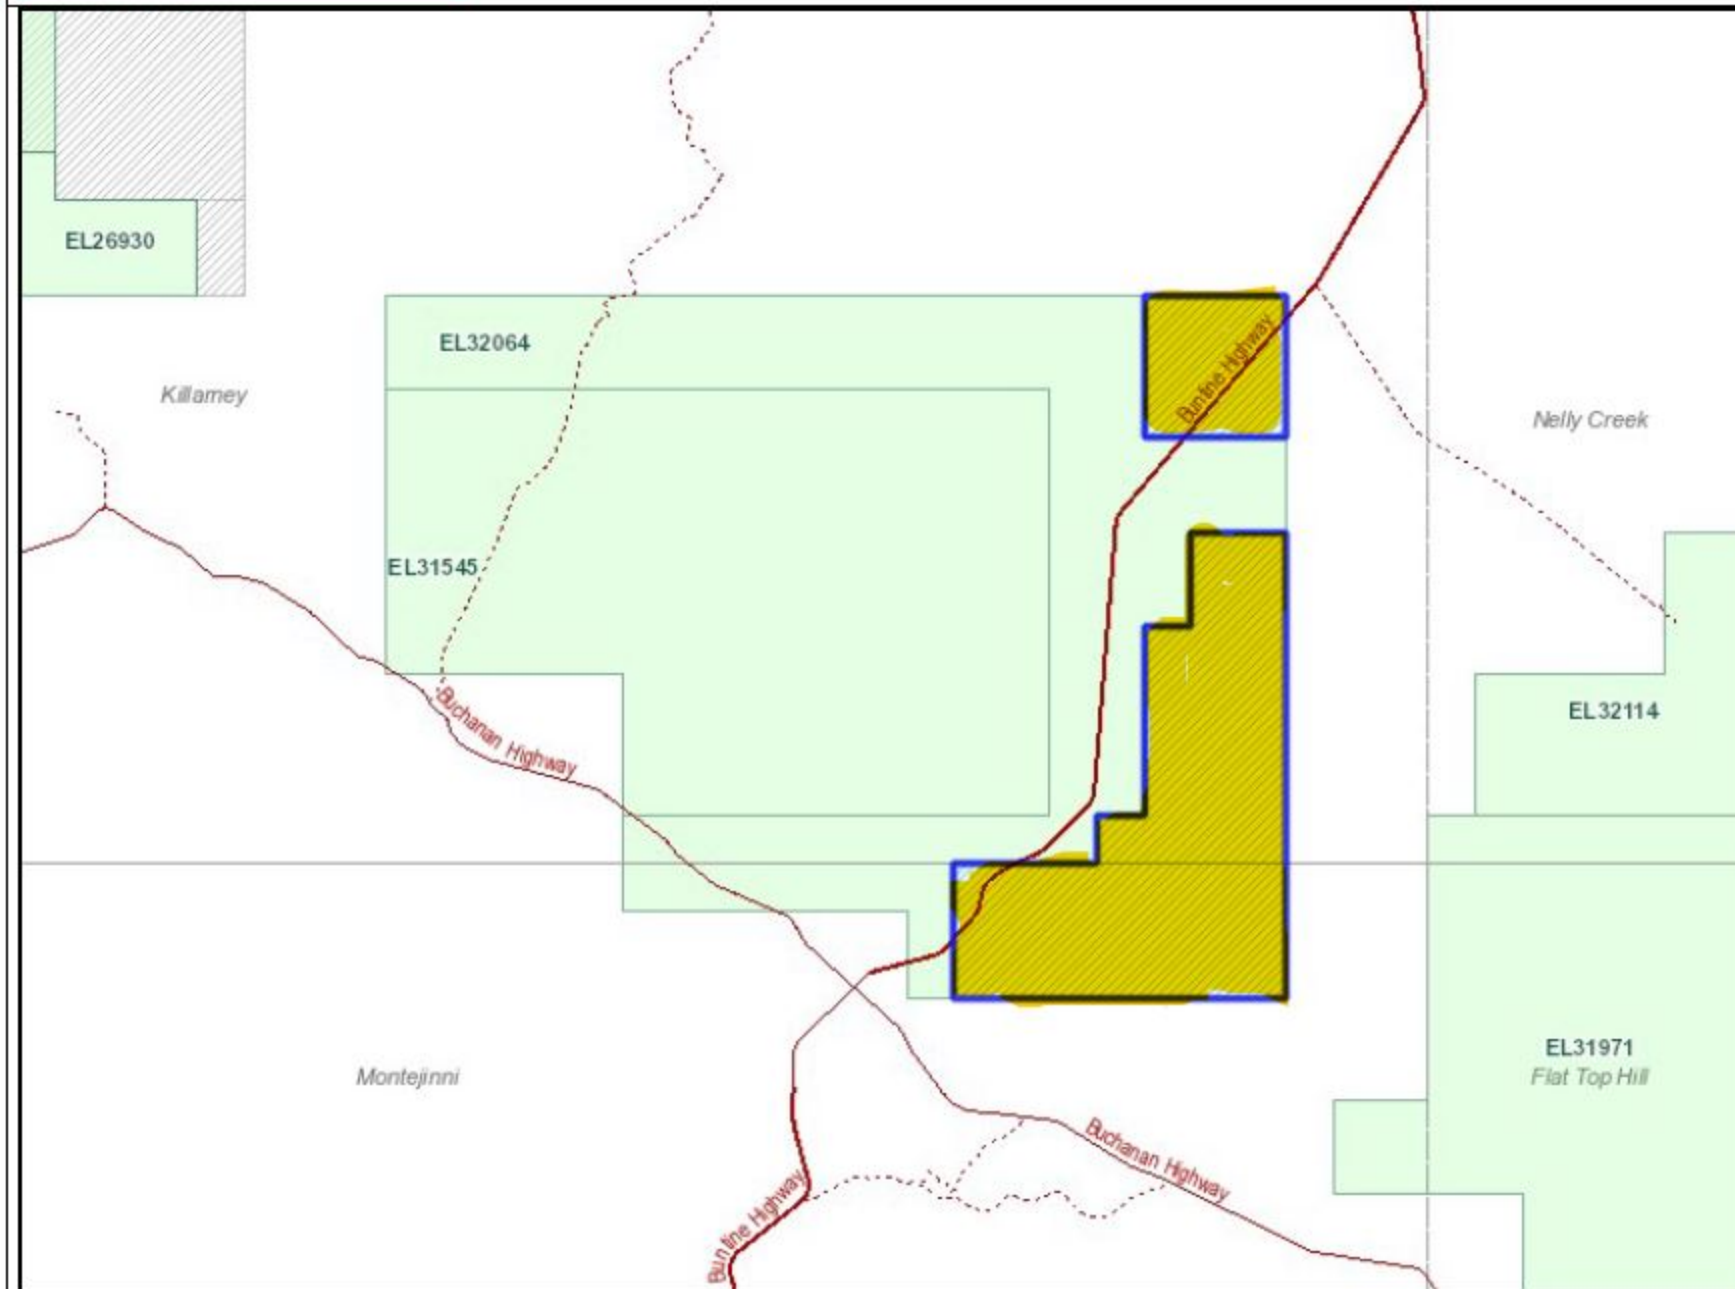 EL26930
EL32064
Killarney
Buntine Highway
Nelly Creek
EL31545
Buchanan Highway
EL32114
EL31971
Flat Top Hill
Montejinni
Buchanan Highway
Buntine Highway